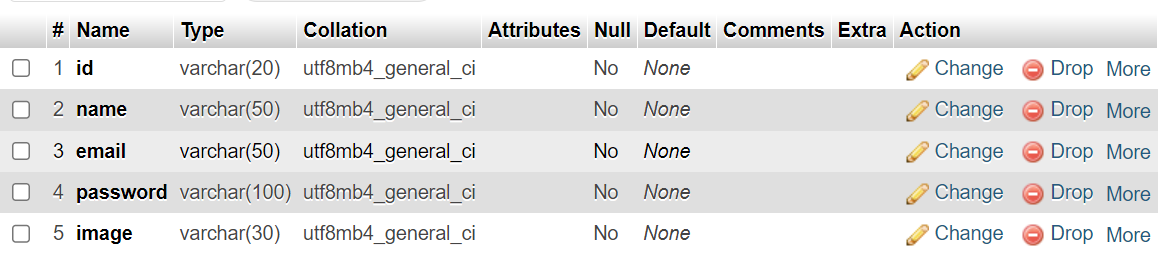 # Name Type Collation Attributes Null Default Comments Extra Action
1 id varchar(20) utf8mb4_general_ci No None Change Drop More
2 name varchar(50) utf8mb4_general_ci No None Change Drop More
3 email varchar(50) utf8mb4_general_ci No None Change Drop More
4 password varchar(100) utf8mb4_general_ci No None Change Drop More
5 image varchar(30) utf8mb4_general_ci No None Change Drop More